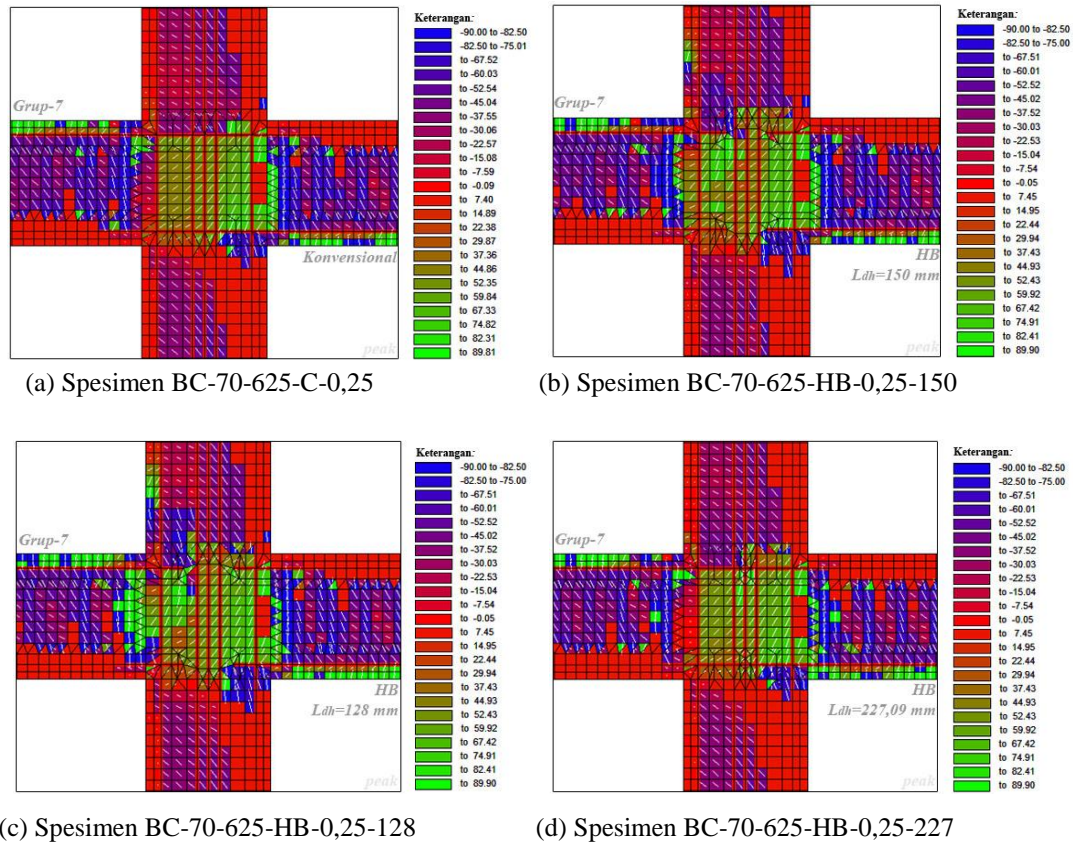 Keterangan:
-90.00 to -82.50
-82.50 to -75.01
to -67.52
to -60.03
to -52.54
to -45.04
to -37.55
to -30.06
to -22.57
to -15.08
to -7.59
to -0.09
to 7.40
to 14.89
to 22.38
to 29.87
to 37.36
to 44.86
to 52.35
to 59.84
to 67.33
to 74.82
to 82.31
to 89.81
Grup-7
Konvensional
peak
(a) Spesimen BC-70-625-C-0,25
Keterangan:
-90.00 to -82.50
-82.50 to -75.00
to -67.51
to -60.01
to -52.52
to -45.02
to -37.52
to -30.03
to -22.53
to -15.04
to -7.54
to -0.05
to 7.45
to 14.95
to 22.44
to 29.94
to 37.43
to 44.93
to 52.43
to 59.92
to 67.42
to 74.91
to 82.41
to 89.90
Grup-7
HB
Ldh=150 mm
peak
(b) Spesimen BC-70-625-HB-0,25-150
Keterangan:
-90.00 to -82.50
-82.50 to -75.00
to -67.51
to -60.01
to -52.52
to -45.02
to -37.52
to -30.03
to -22.53
to -15.04
to -7.54
to -0.05
to 7.45
to 14.95
to 22.44
to 29.94
to 37.43
to 44.93
to 52.43
to 59.92
to 67.42
to 74.91
to 82.41
to 89.90
Grup-7
HB
Ldh=128 mm
peak
(c) Spesimen BC-70-625-HB-0,25-128
Keterangan:
-90.00 to -82.50
-82.50 to -75.00
to -67.51
to -60.01
to -52.52
to -45.02
to -37.52
to -30.03
to -22.53
to -15.04
to -7.54
to -0.05
to 7.45
to 14.95
to 22.44
to 29.94
to 37.43
to 44.93
to 52.43
to 59.92
to 67.42
to 74.91
to 82.41
to 89.90
Grup-7
HB
Ldh=227,09 mm
peak
(d) Spesimen BC-70-625-HB-0,25-227